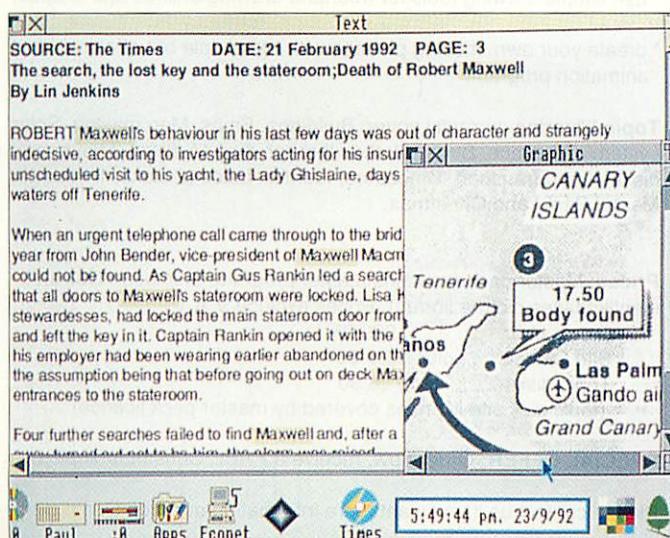 Text
SOURCE: The Times DATE: 21 February 1992 PAGE: 3
The search, the lost key and the stateroom;Death of Robert Maxwell
By Lin Jenkins
ROBERT Maxwell's behaviour in his last few days was out of character and strangely
indecisive, according to investigators acting for his insur
unscheduled visit to his yacht, the Lady Ghislaine, days
waters off Tenerife.
When an urgent telephone call came through to the brid
year from John Bender, vice-president of Maxwell Macm
could not be found. As Captain Gus Rankin led a search
that all doors to Maxwell's stateroom were locked. Lisa
stewardesses, had locked the main stateroom door from
and left the key in it. Captain Rankin opened it with the
his employer had been wearing earlier abandoned on th
the assumption being that before going out on deck Max
entrances to the stateroom.
Four further searches failed to find Maxwell and, after a
Graphic
CANARY
ISLANDS
3
Tenerife
17.50
Body found
anos
Las Palm
Gando ai
Grand Canary
:0 Paul :0 Apps Econet Times 5:49:44 pm. 23/9/92